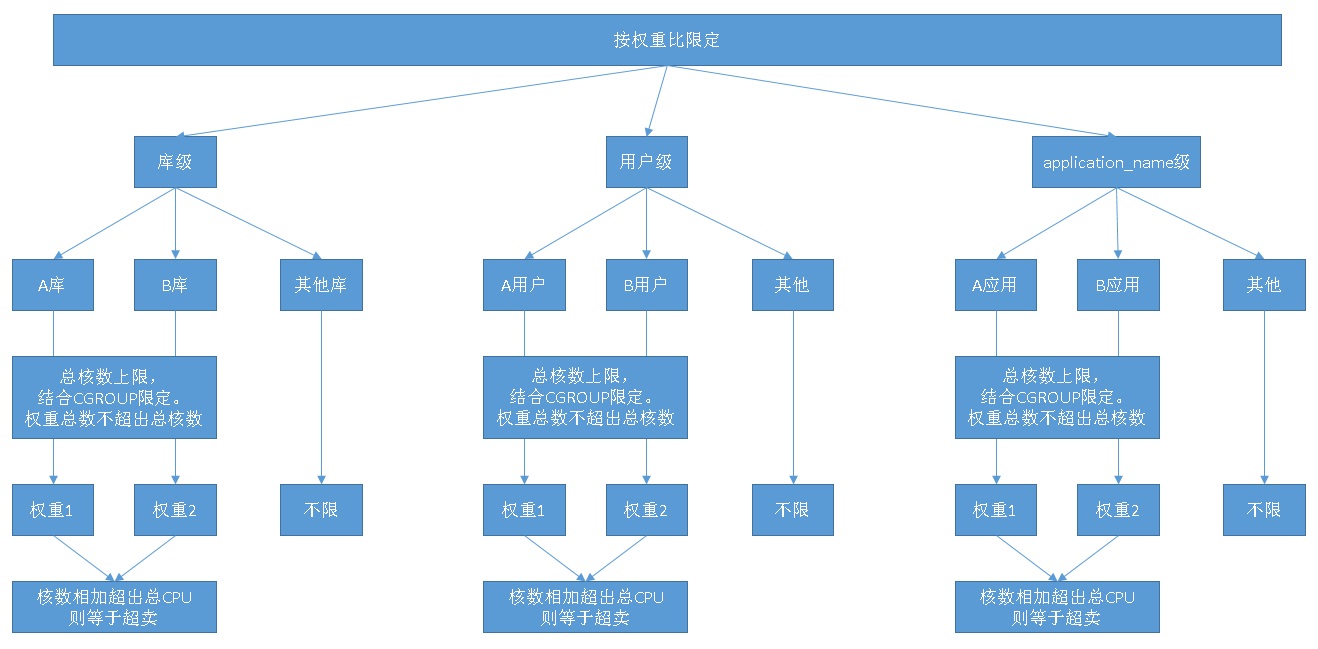 接权重比限定
库级
用户级
application_name级
A库
B库
其他库
A用户
B用户
其他
A应用
B应用
其他
总核数上限，
结合CGROUP限定。
权重总数不超出总核数
总核数上限，
结合CGROUP限定。
权重总数不超出总核数
总核数上限，
结合CGROUP限定。
权重总数不超出总核数
权重1
权重2
不限
权重1
权重2
不限
权重1
权重2
不限
核数相加超出总CPU
则等于超卖
核数相加超出总CPU
则等于超卖
核数相加超出总CPU
则等于超卖